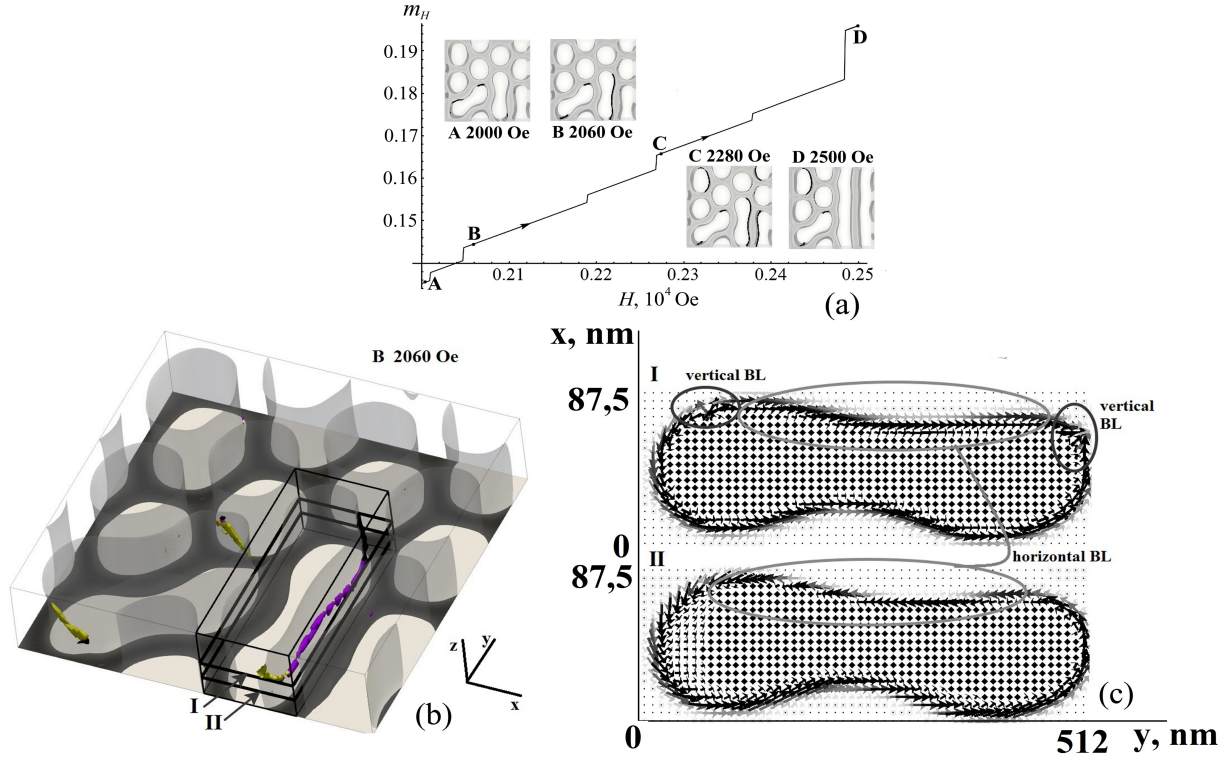 m_H
0.19
0.18
0.17
0.16
0.15
A 2000 Oe
B 2060 Oe
C 2280 Oe
D 2500 Oe
A
B
C
D
0.21
0.22
0.23
0.24
0.25
H, 10^4 Oe
(a)
B 2060 Oe
I
II
z
y
x
(b)
x, nm
87,5
0
87,5
I
vertical BL
vertical
BL
horizontal BL
II
(c)
0
512
y, nm